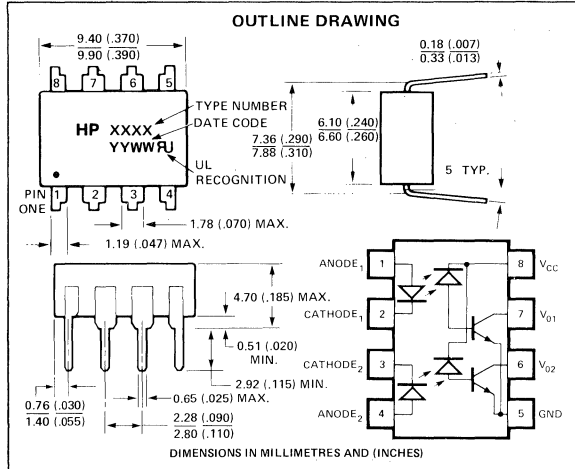 OUTLINE DRAWING
9.40 (.370)
9.90 (.390)
8 7 6 5
HP XXXX
YYWW
TYPE NUMBER
DATE CODE
UL
RECOGNITION
PIN
ONE
1 2 3 4
1.78 (.070) MAX.
1.19 (.047) MAX.
0.18 (.007)
0.33 (.013)
7.36 (.290)
7.88 (.310)
6.10 (.240)
6.60 (.260)
5 TYP.
4.70 (.185) MAX.
0.51 (.020)
MIN.
2.92 (.115) MIN.
0.65 (.025) MAX.
0.76 (.030)
1.40 (.055)
2.28 (.090)
2.80 (.110)
ANODE1 1
CATHODE1 2
CATHODE2 3
ANODE2 4
8 VCC
7 V01
6 V02
5 GND
DIMENSIONS IN MILLIMETRES AND (INCHES)